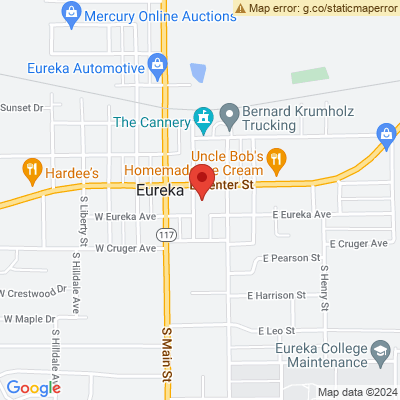 Map error: g.co/staticmaperror
Mercury Online Auctions
Eureka Automotive
Sunset Dr
The Cannery
Bernard Krumholz
Trucking
Uncle Bob's
Homemade Ice Cream
Hardee's
Eureka
E Center St
W Eureka Ave
E Eureka Ave
S Liberty St
117
W Cruger Ave
E Cruger Ave
E Pearson St
S Hilldale Ave
S Henry St
W Crestwood Dr
E Harrison St
W Maple Dr
E Leo St
S Hilldale Ave
S Main St
Eureka College
Maintenance
Google
Map data ©2024